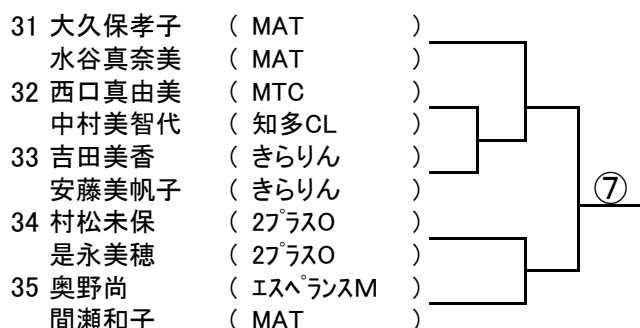 31 大久保孝子 ( MAT )
水谷真奈美 ( MAT )
32 西口真由美 ( MTC )
中村美智代 ( 知多CL )
33 吉田美香 ( きらりん )
安藤美帆子 ( きらりん )
⑦
34 村松未保 ( 2プラスO )
是永美穂 ( 2プラスO )
35 奥野尚 ( エスペランスM )
間瀬和子 ( MAT )